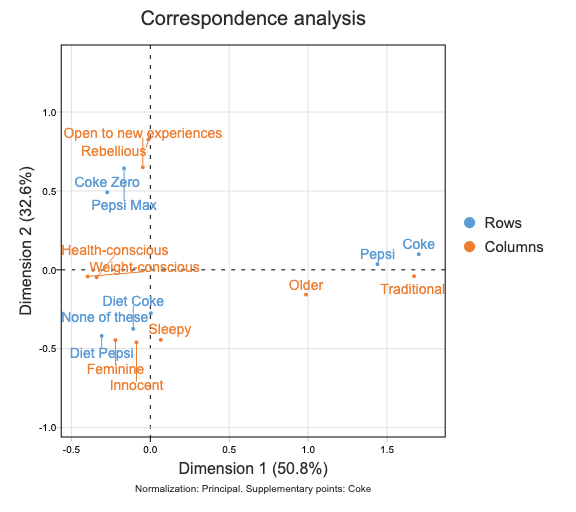 Correspondence analysis
Dimension 2 (32.6%)
1.0
0.5
0.0
-0.5
-1.0
Open to new experiences
Rebellious
Coke Zero
Pepsi Max
Health-conscious
Weight-conscious
Coke
Pepsi
Older
Traditional
Diet Coke
None of these
Sleepy
Diet Pepsi
Feminine
Innocent
Rows
Columns
-0.5
0.0
0.5
1.0
1.5
Dimension 1 (50.8%)
Normalization: Principal. Supplementary points: Coke